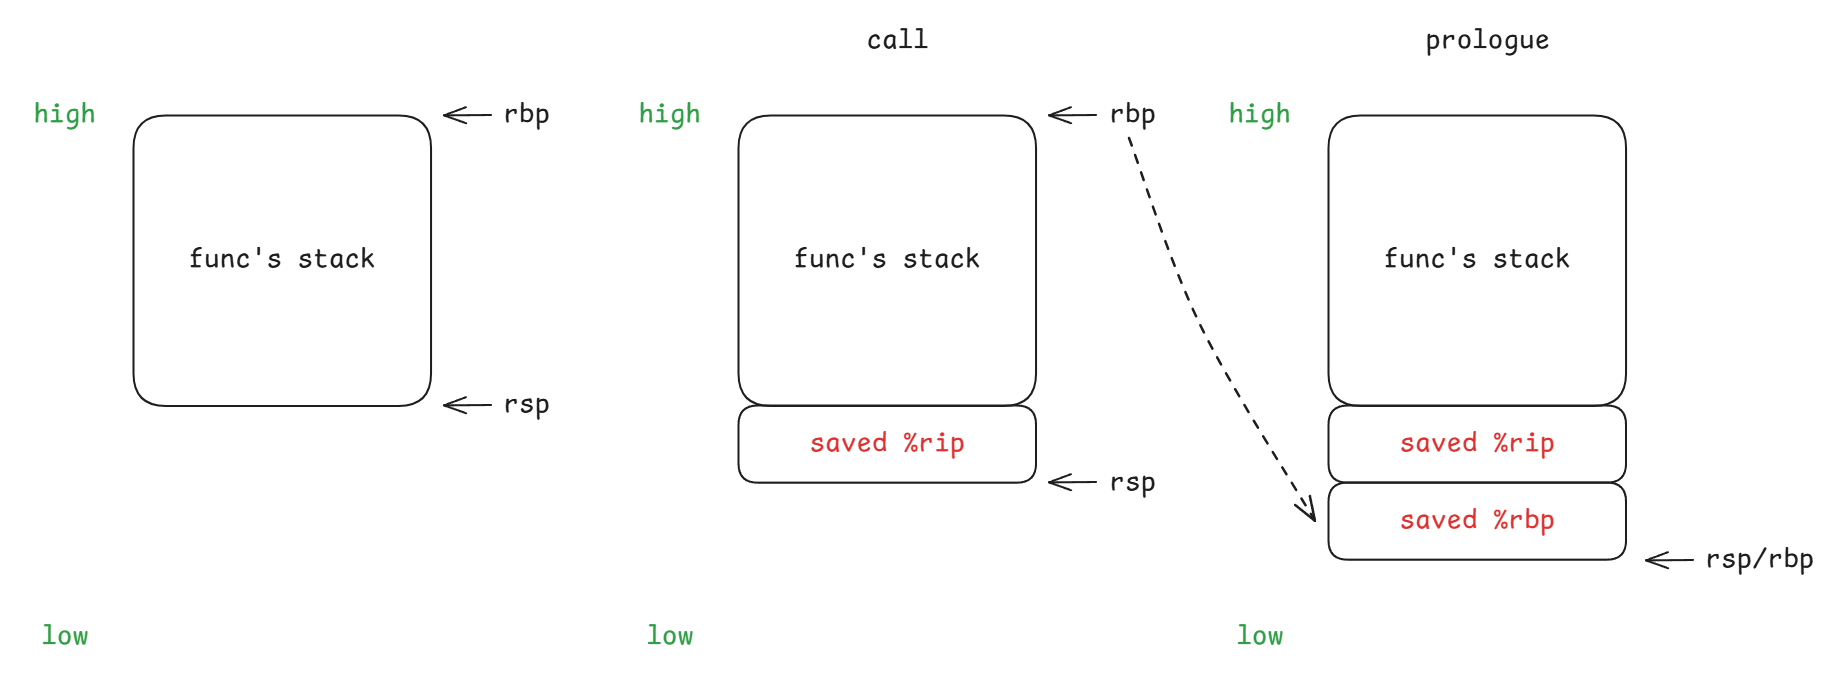 call
prologue
high
rbp
high
rbp
high
func's stack
func's stack
func's stack
rsp
saved %rip
saved %rip
rsp
saved %rbp
rsp/rbp
low
low
low